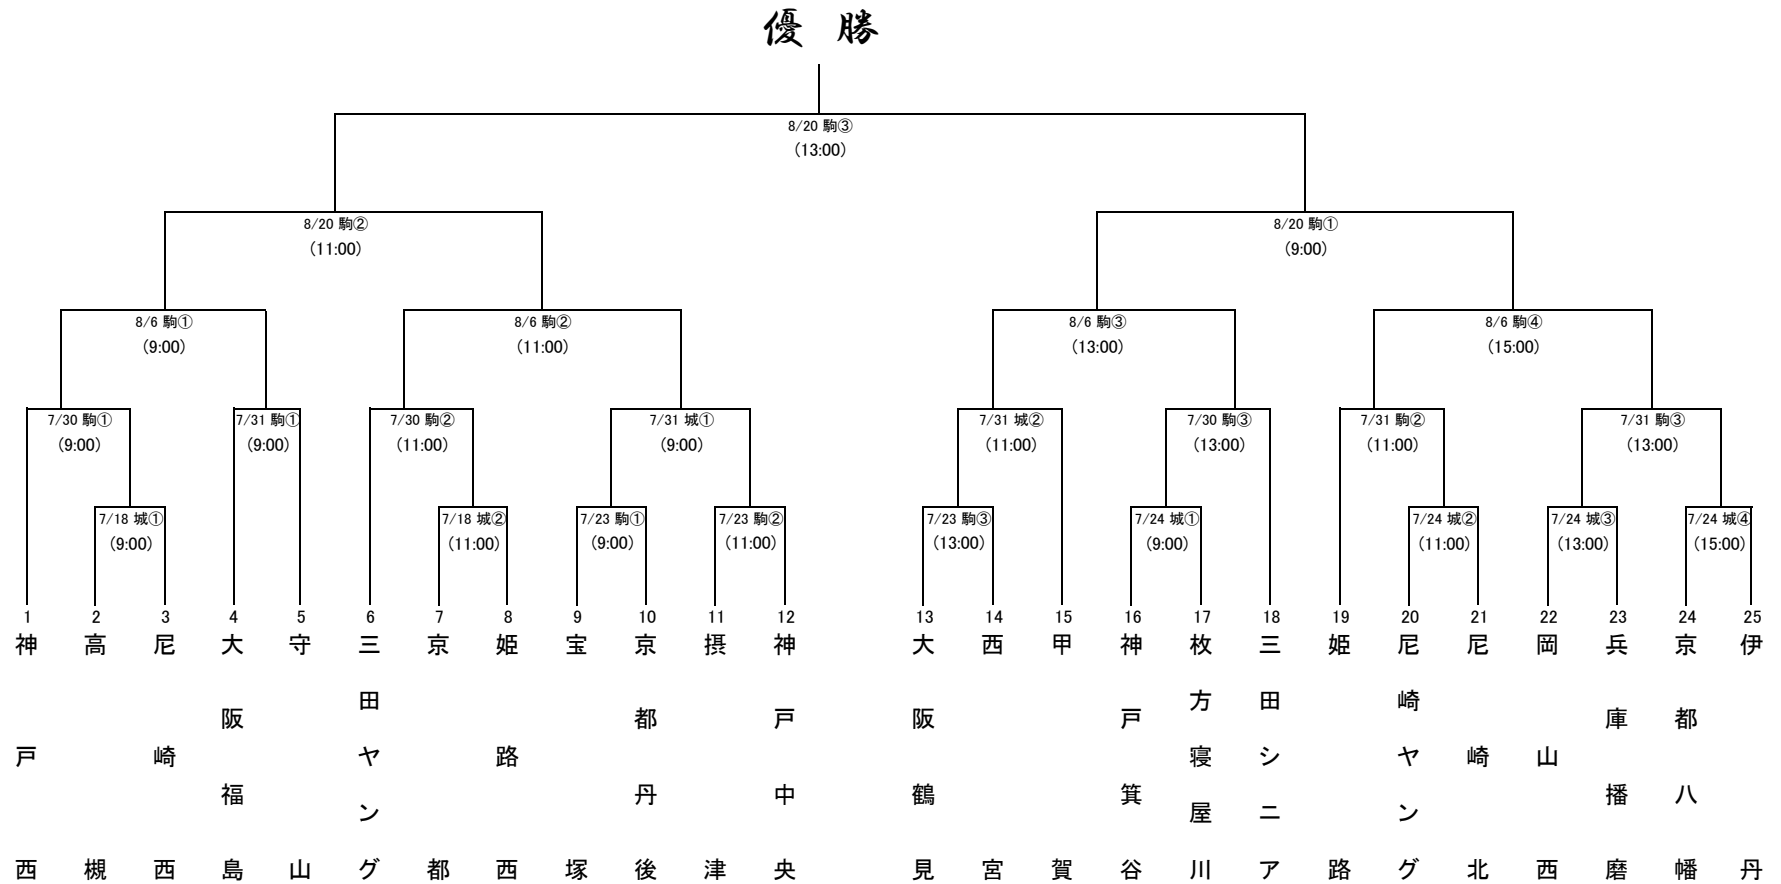 優 勝
8/20 駒③
(13:00)
8/20 駒② 8/20 駒①
(11:00) (9:00)
8/6 駒① 8/6 駒② 8/6 駒③ 8/6 駒④
(9:00) (11:00) (13:00) (15:00)
7/30 駒① 7/31 駒① 7/30 駒② 7/31 城① 7/31 城② 7/30 駒③ 7/31 駒② 7/31 駒③
(9:00) (9:00) (11:00) (9:00) (11:00) (13:00) (11:00) (13:00)
7/18 城① 7/18 城② 7/23 駒① 7/23 駒② 7/23 駒③ 7/24 城① 7/24 城② 7/24 城③ 7/24 城④
(9:00) (11:00) (9:00) (11:00) (13:00) (9:00) (11:00) (13:00) (15:00)
1 2 3 4 5 6 7 8 9 10 11 12 13 14 15 16 17 18 19 20 21 22 23 24 25
神戸西
高槻
尼崎西
大阪福島
守山
三田ヤング
京都
姫路西
宝塚
京都丹後
摂津
神戸中央
大阪鶴見
西宮
甲賀
神戸箕谷
枚方寝屋川
三田シニア
姫路
尼崎ヤング
尼崎北
岡山西
兵庫播磨
京都八幡
伊丹